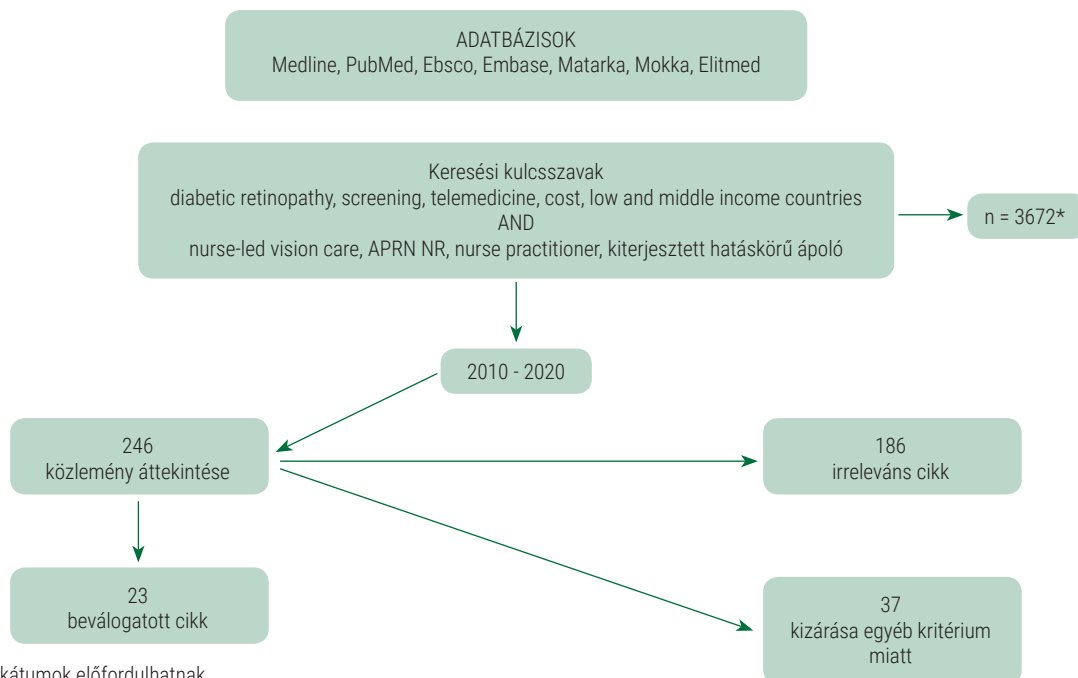 ADATBÁZISOK
Medline, PubMed, Ebsco, Embase, Matarka, Mokka, Elitmed
Keresési kulcsszavak
diabetic retinopathy, screening, telemedicine, cost, low and middle income countries
AND
nurse-led vision care, APRN NR, nurse practitioner, kiterjesztett hatáskörű ápoló
n = 3672*
2010 - 2020
246
közlemény áttekintése
186
irreleváns cikk
23
beválogatott cikk
37
kizárása egyéb kritérium
miatt
előfordulhatnak